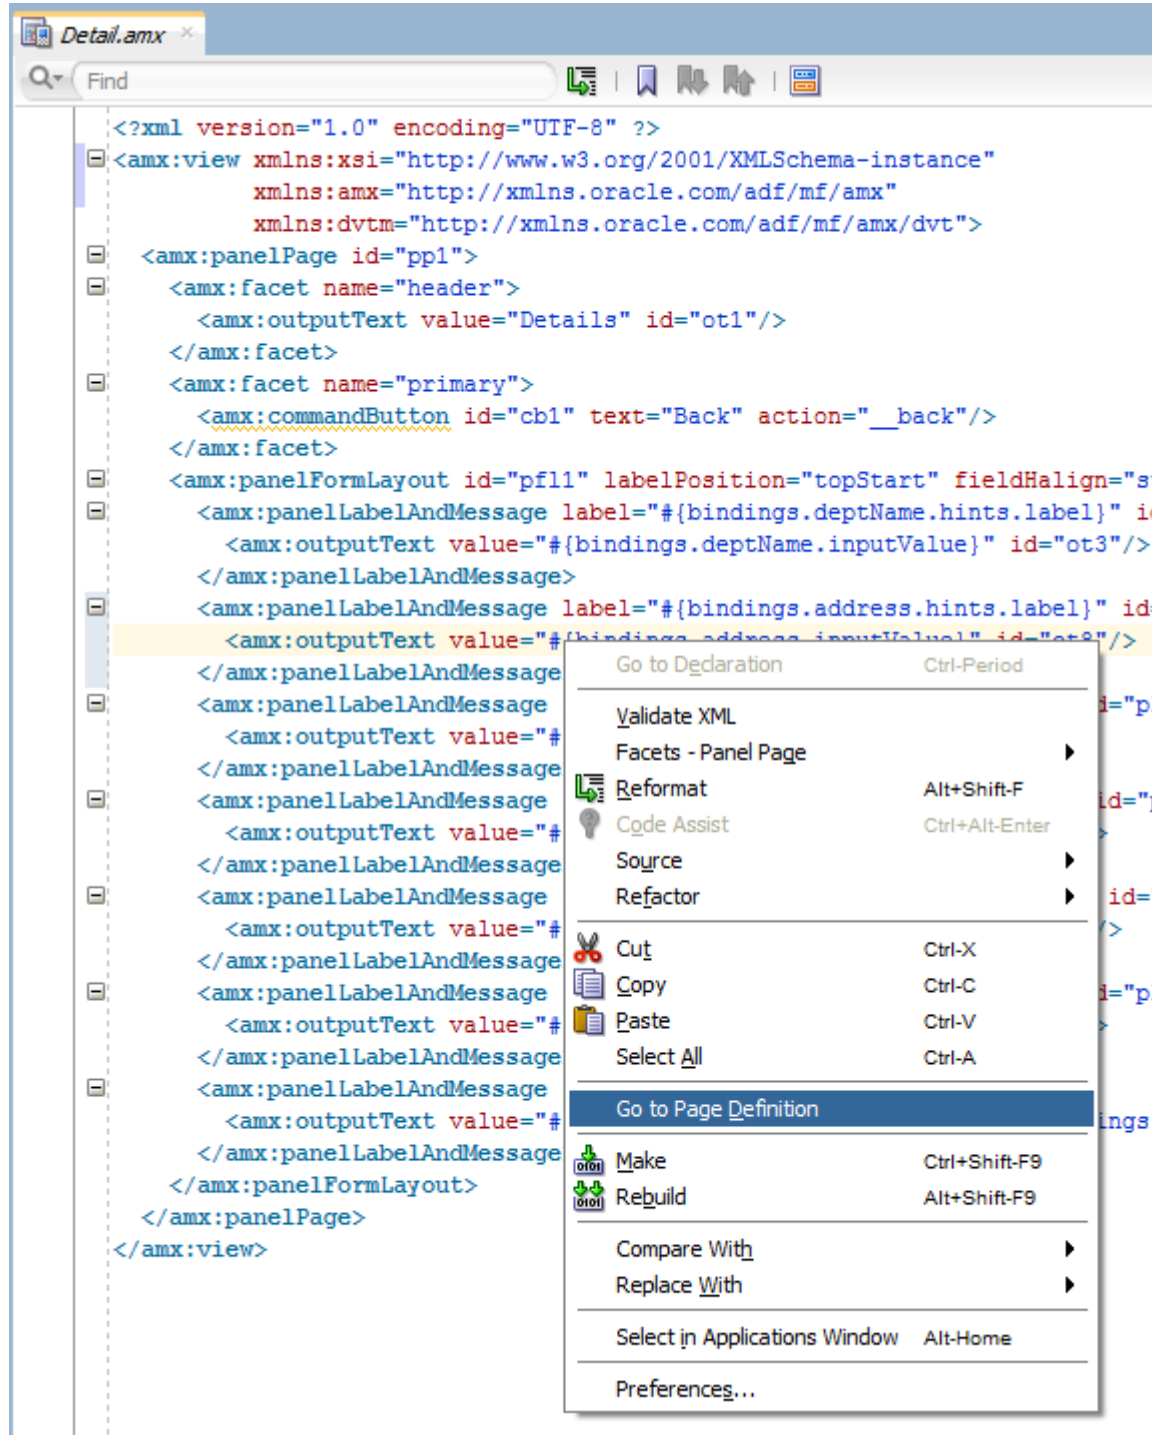 Detail.amx
Find
<?xml version="1.0" encoding="UTF-8" ?>
<amx:view xmlns:xsi="http://www.w3.org/2001/XMLSchema-instance"
xmlns:amx="http://xmlns.oracle.com/adf/mf/amx"
xmlns:dvtm="http://xmlns.oracle.com/adf/mf/amx/dvt">
<amx:panelPage id="pp1">
<amx:facet name="header">
<amx:outputText value="Details" id="ot1"/>
</amx:facet>
<amx:facet name="primary">
<amx:commandButton id="cb1" text="Back" action="__back"/>
</amx:facet>
<amx:panelFormLayout id="pfl1" labelPosition="topStart" fieldHalign="s
<amx:panelLabelAndMessage label="#{bindings.deptName.hints.label}" i
<amx:outputText value="#{bindings.deptName.inputValue}" id="ot3"/>
</amx:panelLabelAndMessage>
<amx:panelLabelAndMessage label="#{bindings.address.hints.label}" id
<amx:outputText value="#{bindings.address.inputValue}" id="ot8"/>
</amx:panelLabelAndMessage
<amx:panelLabelAndMessage d="p
<amx:outputText value="#
</amx:panelLabelAndMessage
<amx:panelLabelAndMessage id="
<amx:outputText value="# >
</amx:panelLabelAndMessage
<amx:panelLabelAndMessage id=
<amx:outputText value="# />
</amx:panelLabelAndMessage
<amx:panelLabelAndMessage d="p
<amx:outputText value="# >
</amx:panelLabelAndMessage
<amx:panelLabelAndMessage
<amx:outputText value="# ings
</amx:panelLabelAndMessage
</amx:panelFormLayout>
</amx:panelPage>
</amx:view>
Go to Declaration Ctrl-Period
Validate XML
Facets - Panel Page
Reformat Alt+Shift-F
Code Assist Ctrl+Alt-Enter
Source
Refactor
Cut Ctrl-X
Copy Ctrl-C
Paste Ctrl-V
Select All Ctrl-A
Go to Page Definition
Make Ctrl+Shift-F9
Rebuild Alt+Shift-F9
Compare With
Replace With
Select in Applications Window Alt-Home
Preferences...